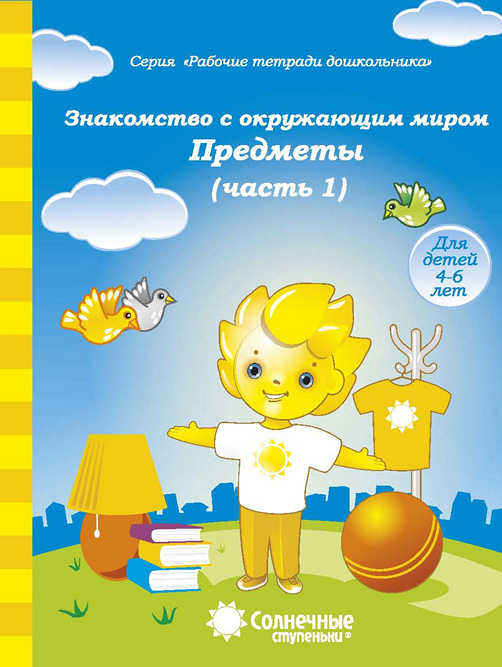 Серия «Рабочие тетради дошкольника»
Знакомство с окружающим миром
Предметы
(часть 1)
Для
детей
4-6
лет
Солнечные
ступеньки®